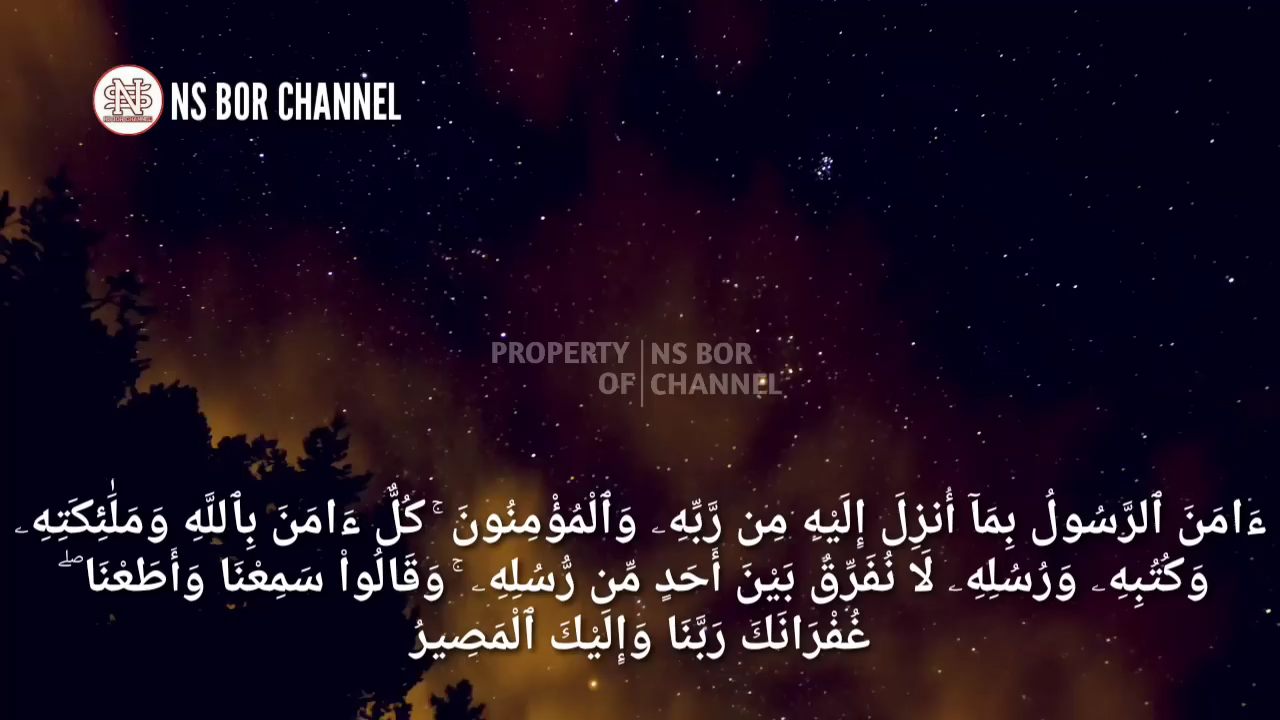 NS BOR CHANNEL
PROPERTY OF
NS BOR CHANNEL
ءَامَنَ ٱلرَّسُولُ بِمَآ أُنزِلَ إِلَيْهِ مِن رَّبِّهِۦ وَٱلْمُؤْمِنُونَ ۚ كُلٌّ ءَامَنَ بِٱللَّهِ وَمَلَٰٓئِكَتِهِۦ
وَكُتُبِهِۦ وَرُسُلِهِۦ لَا نُفَرِّقُ بَيْنَ أَحَدٍ مِّن رُّسُلِهِۦ ۚ وَقَالُوا۟ سَمِعْنَا وَأَطَعْنَا ۖ
غُفْرَانَكَ رَبَّنَا وَإِلَيْكَ ٱلْمَصِيرُ